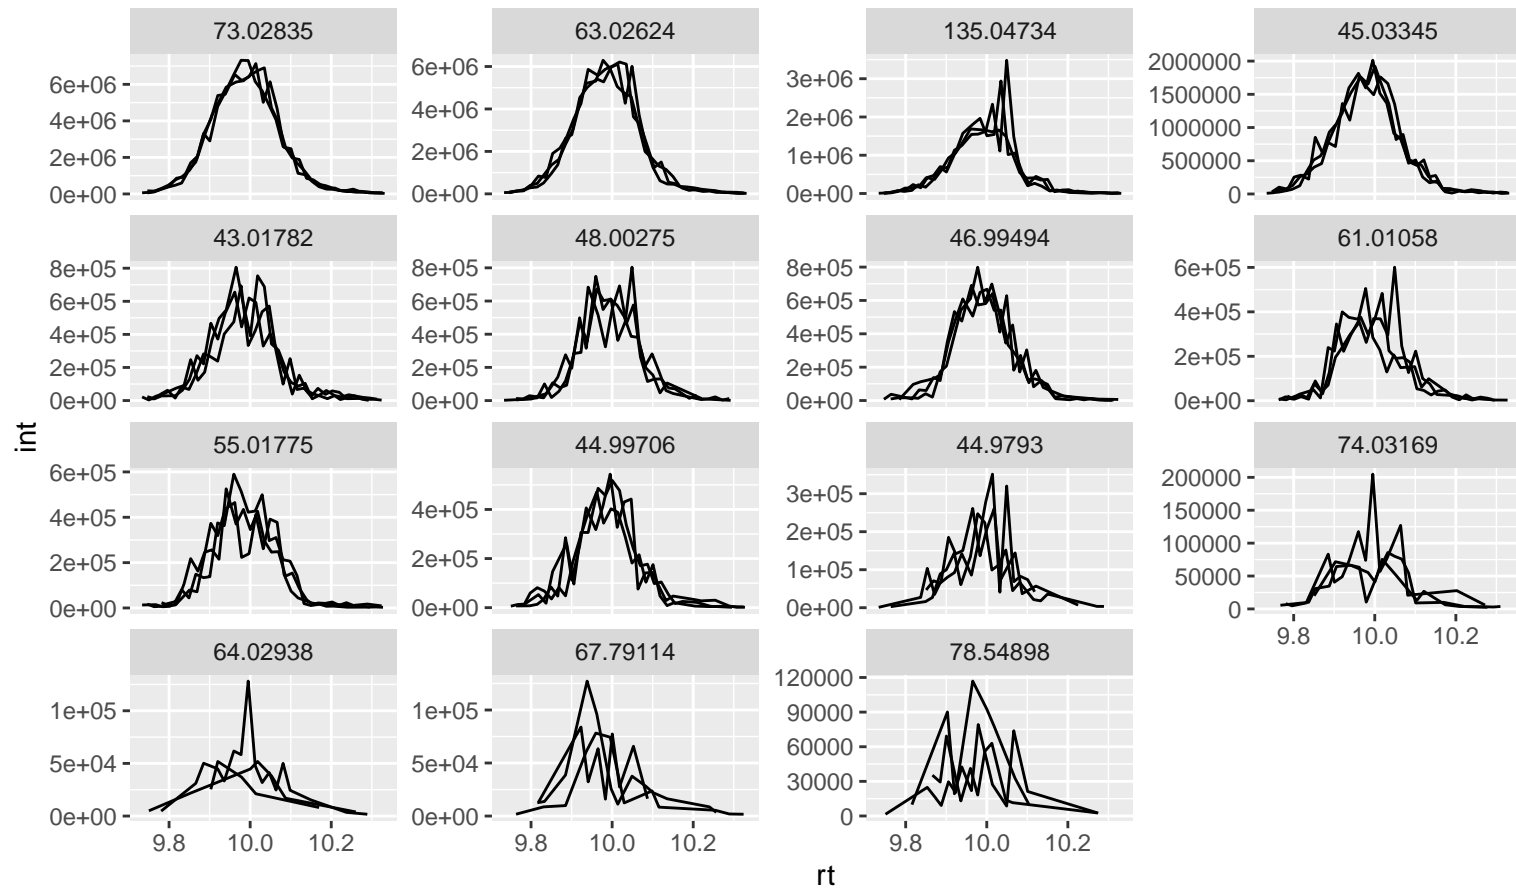 73.02835 63.02624 135.04734 45.03345
6e+06 6e+06 3e+06 2000000
4e+06 4e+06 2e+06 1500000
2e+06 2e+06 1e+06 1000000
0e+00 0e+00 0e+00 500000
0
43.01782 48.00275 46.99494 61.01058
8e+05 8e+05 8e+05 6e+05
6e+05 6e+05 6e+05 4e+05
4e+05 4e+05 4e+05 2e+05
2e+05 2e+05 2e+05 0e+00
0e+00 0e+00 0e+00
int
55.01775 44.99706 44.9793 74.03169
6e+05 4e+05 3e+05 200000
4e+05 2e+05 2e+05 150000
2e+05 0e+00 1e+05 100000
0e+00 0e+00 50000
0
9.8 10.0 10.2
64.02938 67.79114 78.54898
1e+05 1e+05 120000
5e+04 5e+04 90000
0e+00 0e+00 60000
30000
0
9.8 10.0 10.2 9.8 10.0 10.2 9.8 10.0 10.2
rt